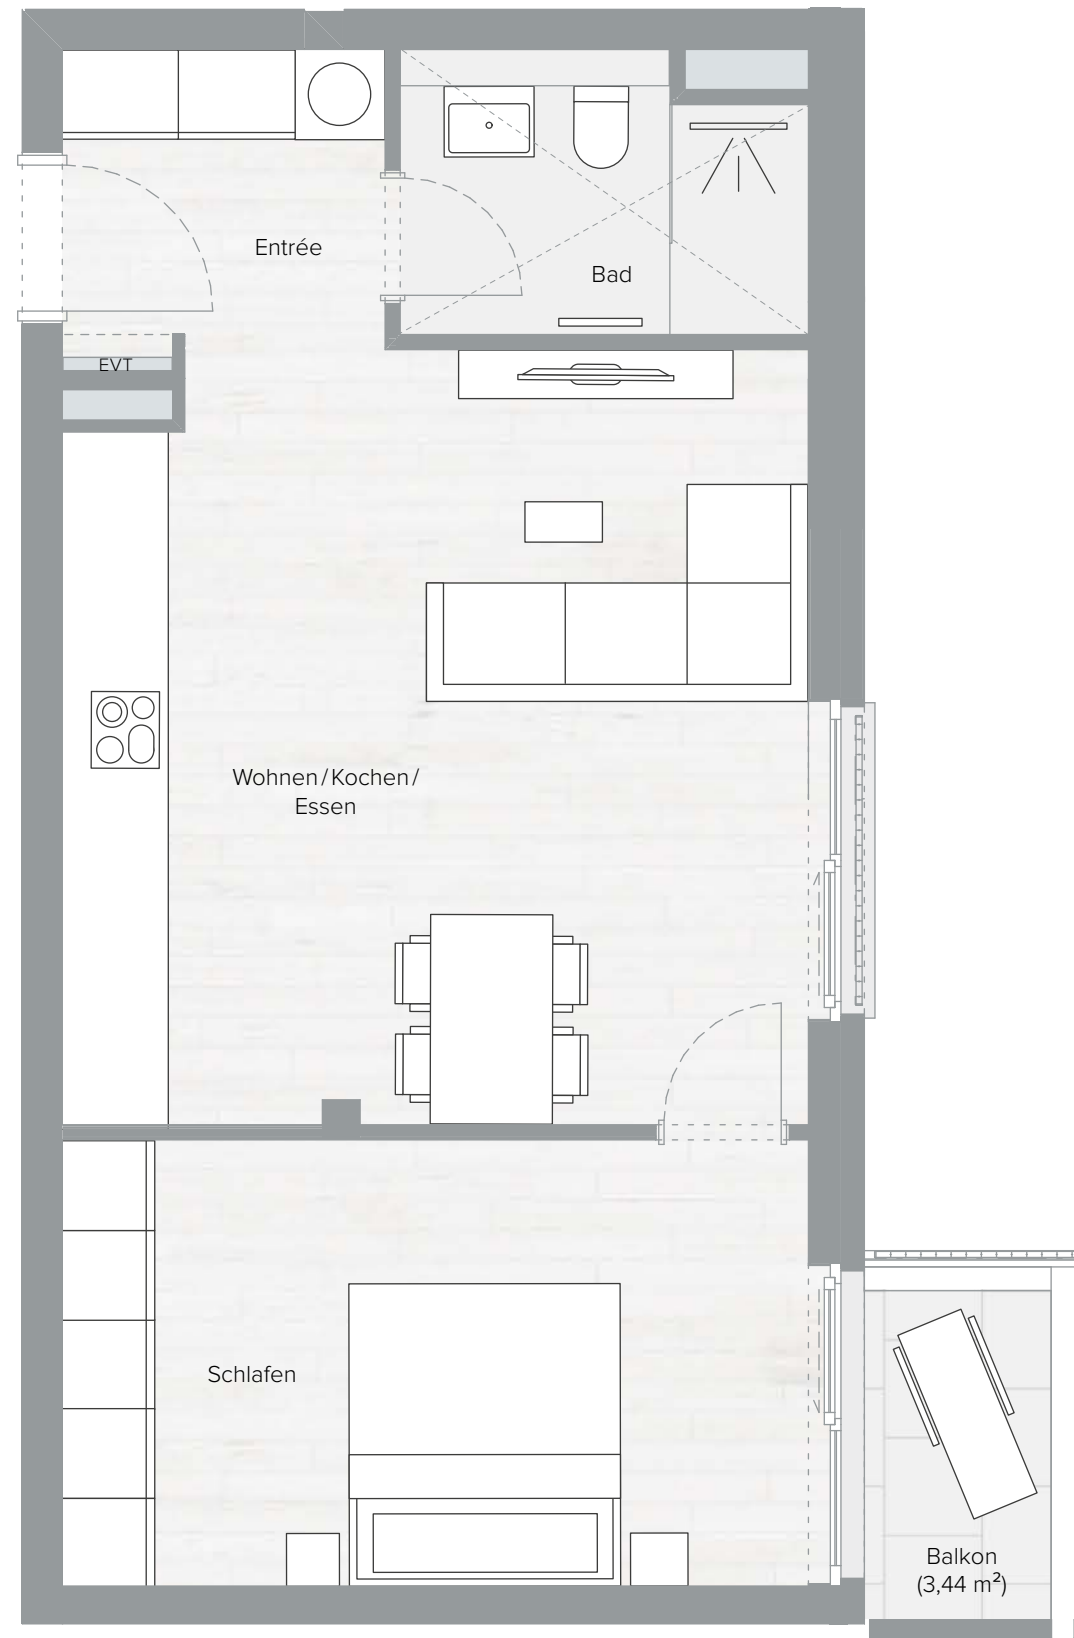 Entrée
Bad
EVT
Wohnen/Kochen/
Essen
Schlafen
Balkon
(3,44 m²)